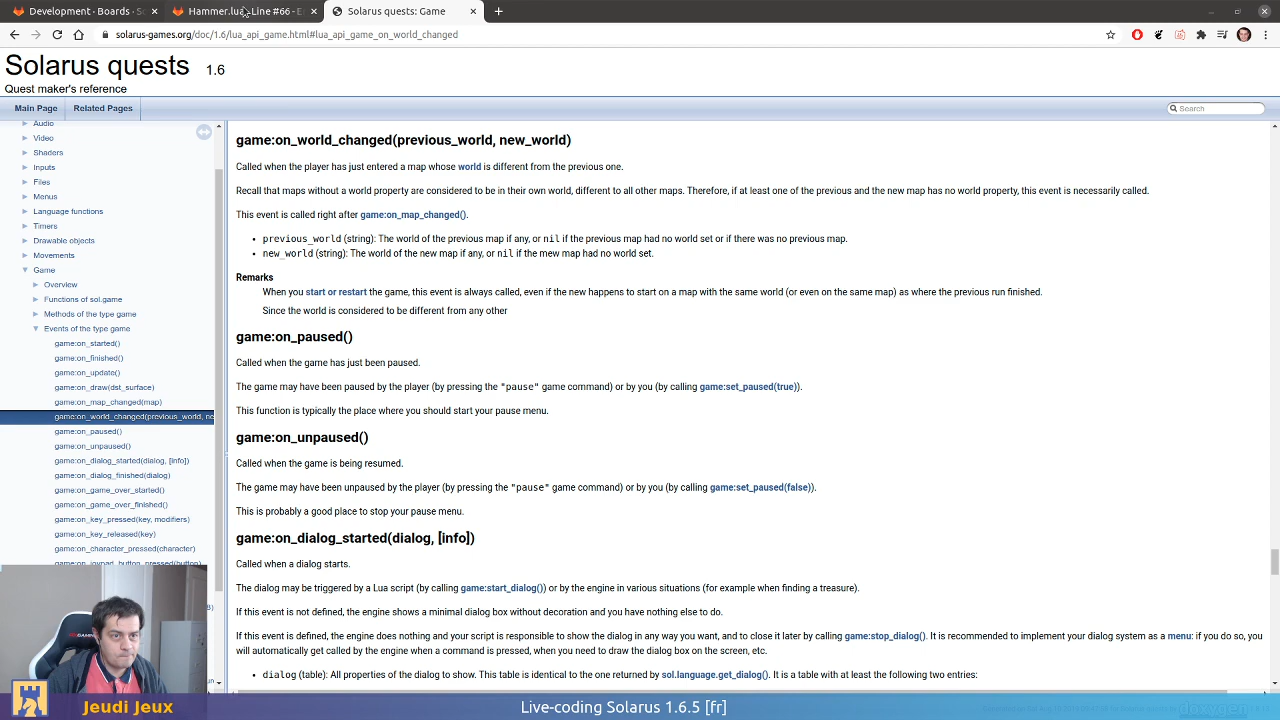 Development · Boards · S
Hammer.lua: Line #66 - E
Solarus quests: Game
solarus-games.org/doc/1.6/lua_api_game.html#lua_api_game_on_world_changed
Solarus quests 1.6
Quest maker's reference
Main Page
Related Pages
Search
Audio
Video
Shaders
Inputs
Files
Menus
Language functions
Timers
Drawable objects
Movements
Game
Overview
Functions of sol.game
Methods of the type game
Events of the type game
game:on_started()
game:on_finished()
game:on_update()
game:on_draw(dst_surface)
game:on_map_changed(map)
game:on_world_changed(previous_world, ne
game:on_paused()
game:on_unpaused()
game:on_dialog_started(dialog, [info])
game:on_dialog_finished(dialog)
game:on_game_over_started()
game:on_game_over_finished()
game:on_key_pressed(key, modifiers)
game:on_key_released(key)
game:on_character_pressed(character)
game:on_joypad_button_pressed(button)
game:on_world_changed(previous_world, new_world)
Called when the player has just entered a map whose world is different from the previous one.
Recall that maps without a world property are considered to be in their own world, different to all other maps. Therefore, if at least one of the previous and the new map has no world property, this event is necessarily called.
This event is called right after game:on_map_changed().
• previous_world (string): The world of the previous map if any, or nil if the previous map had no world set or if there was no previous map.
• new_world (string): The world of the new map if any, or nil if the mew map had no world set.
Remarks
When you start or restart the game, this event is always called, even if the new happens to start on a map with the same world (or even on the same map) as where the previous run finished.
Since the world is considered to be different from any other
game:on_paused()
Called when the game has just been paused.
The game may have been paused by the player (by pressing the "pause" game command) or by you (by calling game:set_paused(true)).
This function is typically the place where you should start your pause menu.
game:on_unpaused()
Called when the game is being resumed.
The game may have been unpaused by the player (by pressing the "pause" game command) or by you (by calling game:set_paused(false)).
This is probably a good place to stop your pause menu.
game:on_dialog_started(dialog, [info])
Called when a dialog starts.
The dialog may be triggered by a Lua script (by calling game:start_dialog()) or by the engine in various situations (for example when finding a treasure).
If this event is not defined, the engine shows a minimal dialog box without decoration and you have nothing else to do.
If this event is defined, the engine does nothing and your script is responsible to show the dialog in any way you want, and to close it later by calling game:stop_dialog(). It is recommended to implement your dialog system as a menu: if you do so, you
will automatically get called by the engine when a command is pressed, when you need to draw the dialog box on the screen, etc.
• dialog (table): All properties of the dialog to show. This table is identical to the one returned by sol.language.get_dialog(). It is a table with at least the following two entries:
Jeudi Jeux
Live-coding Solarus 1.6.5 [fr]